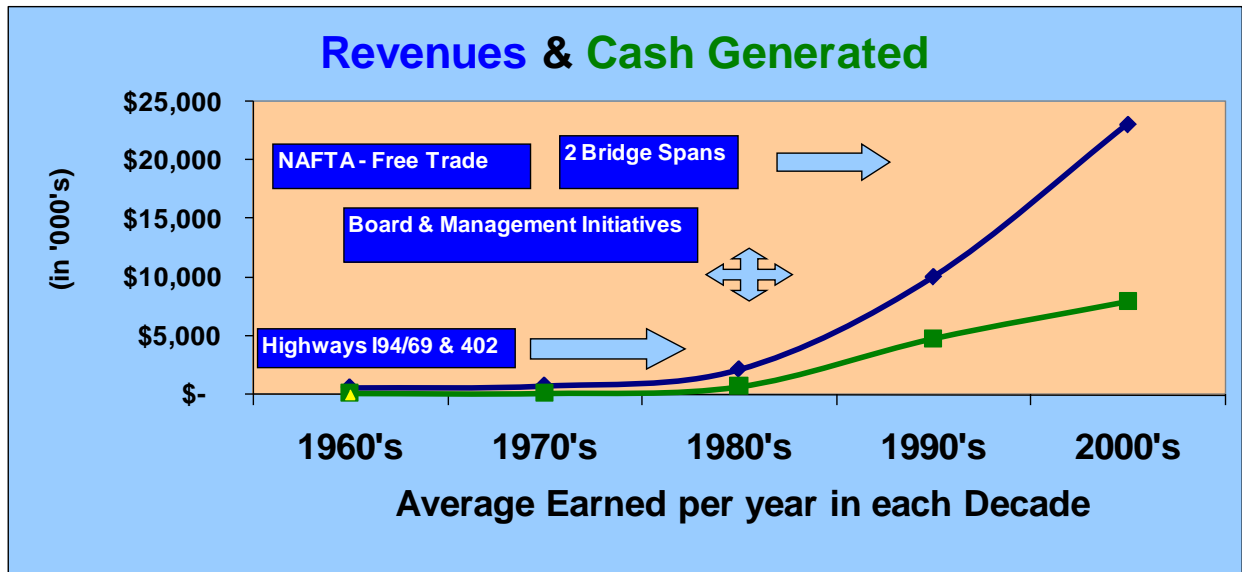 Revenues & Cash Generated
$25,000
$20,000
$15,000
$10,000
$5,000
$-
(in '000's)
NAFTA - Free Trade
2 Bridge Spans
Board & Management Initiatives
Highways I94/69 & 402
1960's 1970's 1980's 1990's 2000's
Average Earned per year in each Decade